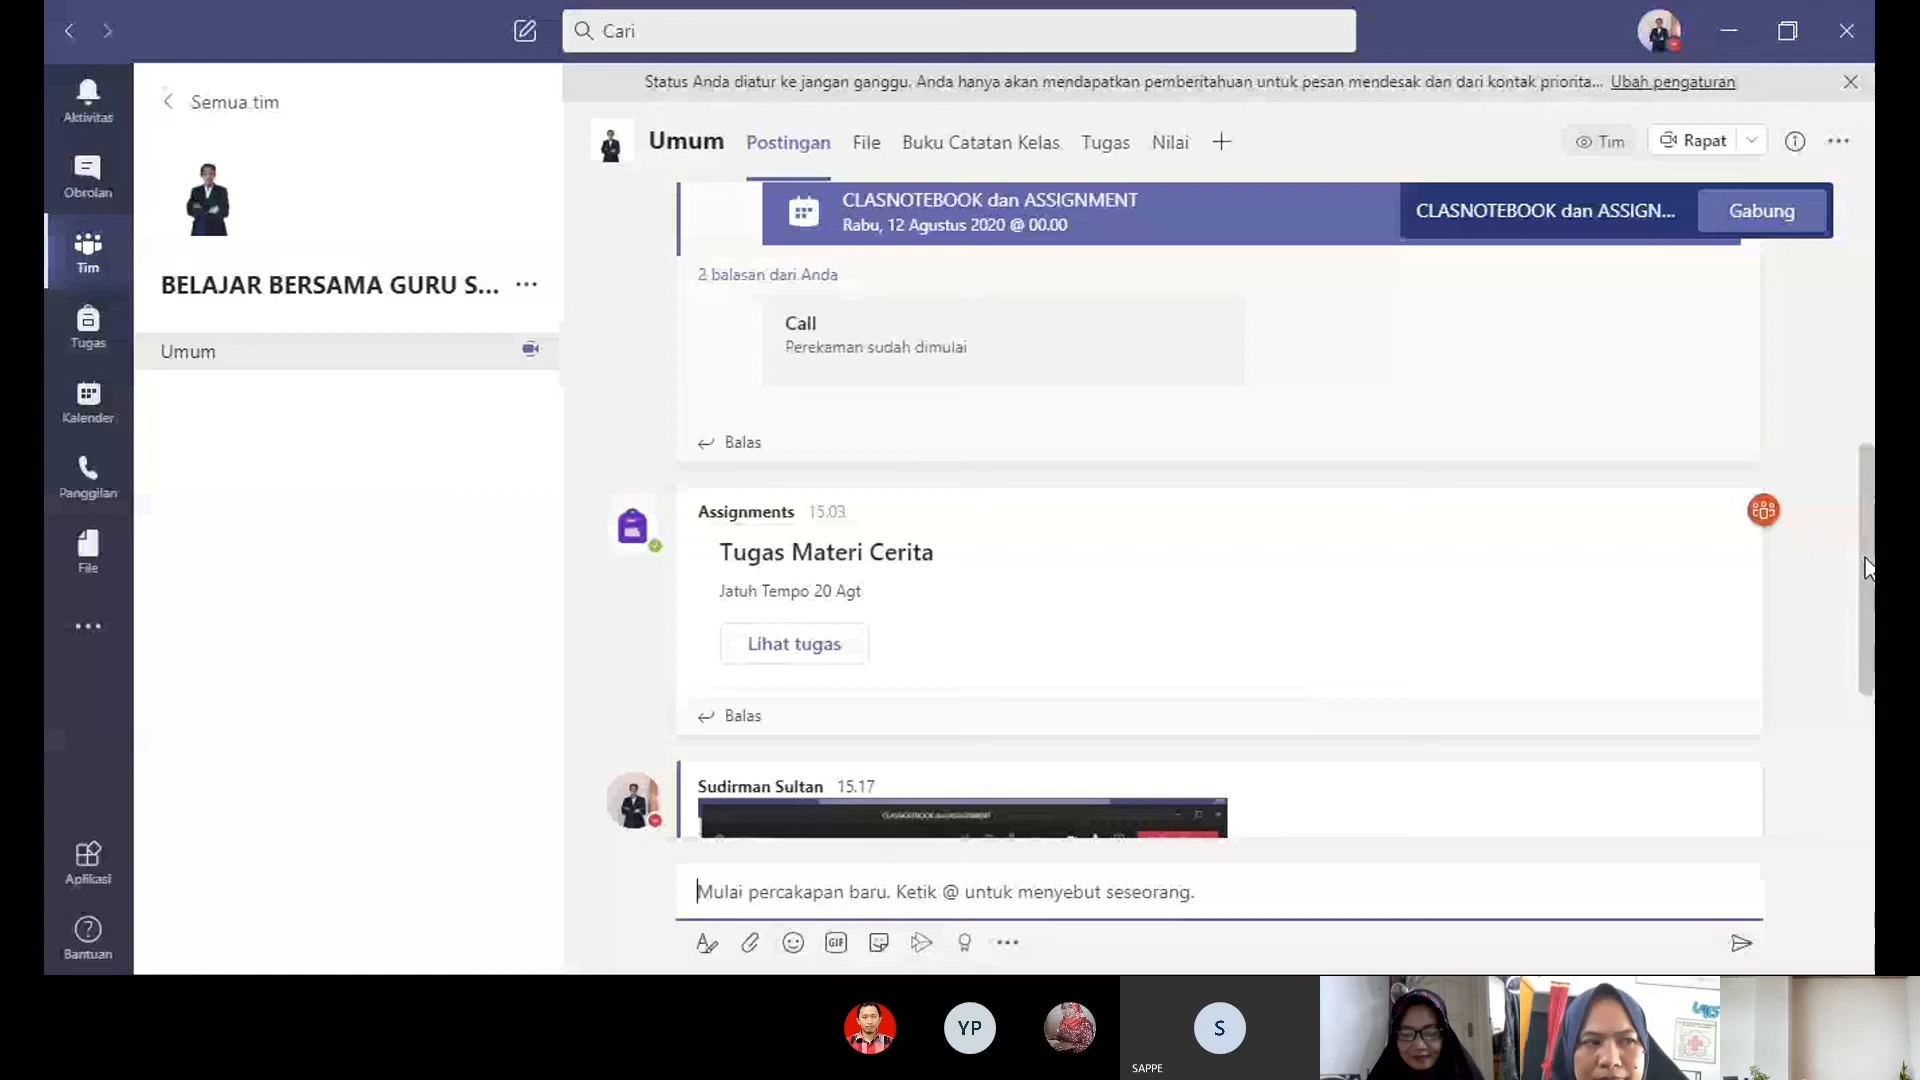 Cari
Status Anda diatur ke jangan ganggu. Anda hanya akan mendapatkan pemberitahuan untuk pesan mendesak dan dari kontak priorita... Ubah pengaturan
Aktivitas
Obrolan
Tim
Tugas
Kalender
Panggilan
File
Aplikasi
Bantuan
Semua tim
BELAJAR BERSAMA GURU S... ...
Umum
Umum
Postingan
File
Buku Catatan Kelas
Tugas
Nilai
Tim
Rapat
CLASNOTEBOOK dan ASSIGNMENT
Rabu, 12 Agustus 2020 @ 00.00
CLASNOTEBOOK dan ASSIGN...
Gabung
2 balasan dari Anda
Call
Perekaman sudah dimulai
Balas
Assignments 15.03
Tugas Materi Cerita
Jatuh Tempo 20 Agt
Lihat tugas
Balas
Sudirman Sultan 15.17
CLASNOTEBOOK dan ASSIGNMENT
Mulai percakapan baru. Ketik @ untuk menyebut seseorang.
GIF
YP
S
SAPPE